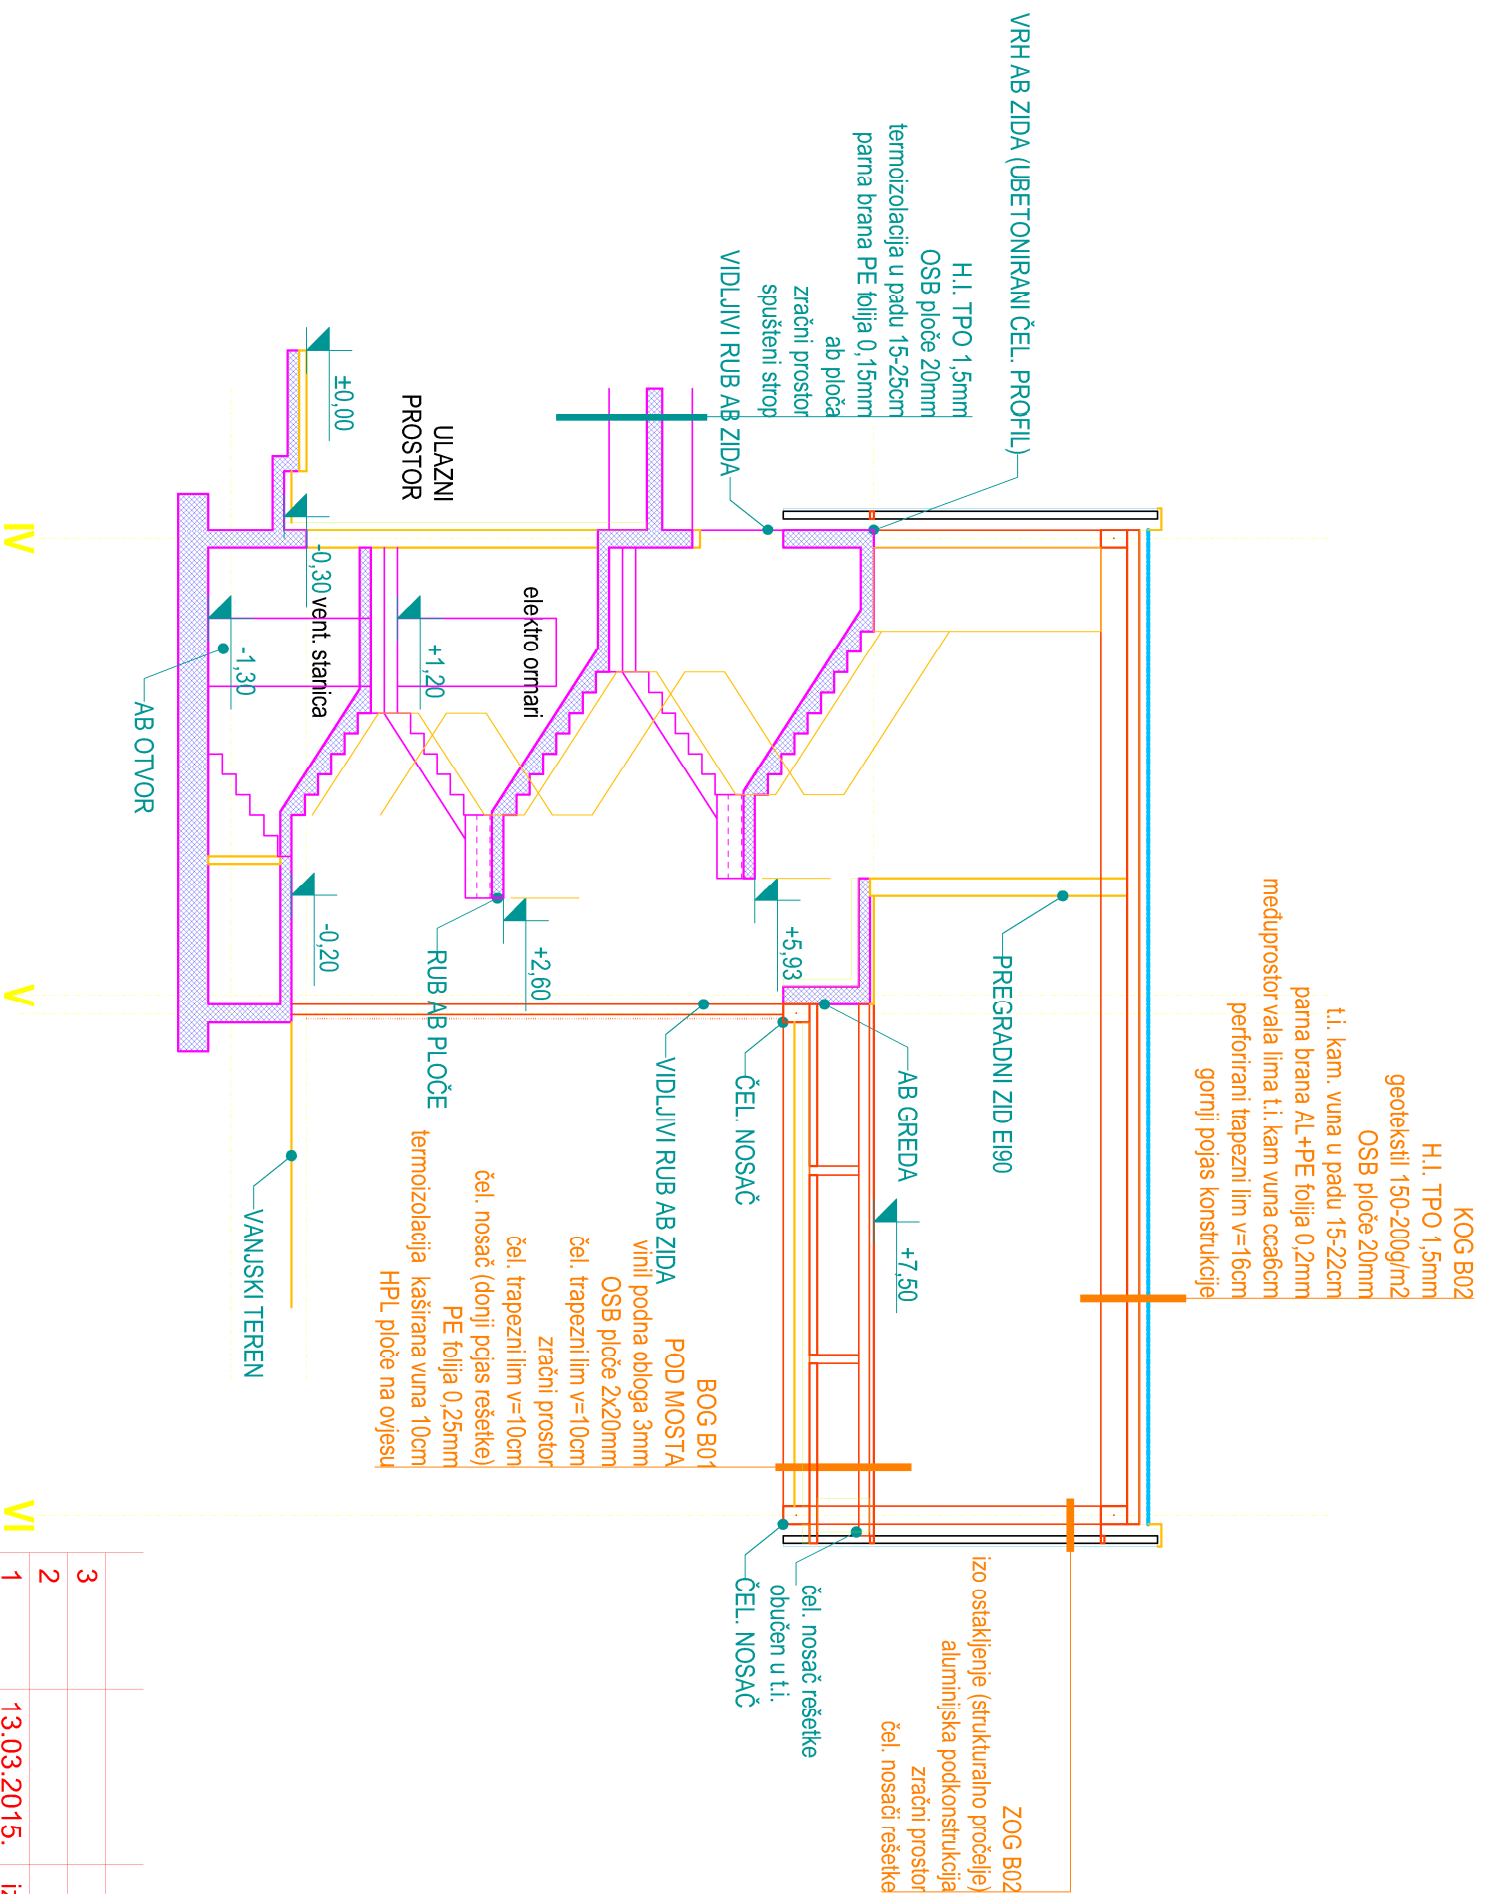 VRH AB ZIDA (UBETONIRANI ČEL. PROFIL)
H.I. TPO 1,5mm
OSB ploče 20mm
termoizolacija u padu 15-25cm
parna brana PE folija 0,15mm
ab ploča
zračni prostor
spušteni strop
VIDLJIVI RUB AB ZIDA
KOG B02
H.I. TPO 1,5mm
geotekstil 150-200g/m2
OSB ploče 20mm
t.i. kam. vuna u padu 15-22cm
parna brana AL+PE folija 0,2mm
međuprostor vala lima t.i. kam vuna cca6cm
perforirani trapezni lim v=16cm
gornji pojas konstrukcije
PREGRADNI ZID EI90
ZOG B02
izo ostakljenje (strukturalno pročelje)
aluminijska podkonstrukcija
zračni prostor
čel. nosači rešetke
+7,50
AB GREDA
čel. nosač rešetke
obučen u t.i.
ČEL. NOSAČ
+5,93
ČEL. NOSAČ
VIDLJIVI RUB AB ZIDA
BOG B01
POD MOSTA
vinil podna obloga 3mm
OSB ploče 2x20mm
čel. trapezni lim v=10cm
zračni prostor
čel. trapezni lim v=10cm
čel. nosač (donji pojas rešetke)
PE folija 0,25mm
termoizolacija kaširana vuna 10cm
HPL ploče na ovjesu
ULAZNI
PROSTOR
elektro ormari
+2,60
RUB AB PLOČE
+1,20
±0,00
-0,30
vent. stanica
-0,20
-1,30
VANJSKI TEREN
AB OTVOR
IV
V
VI
3
2
1
13.03.2015.